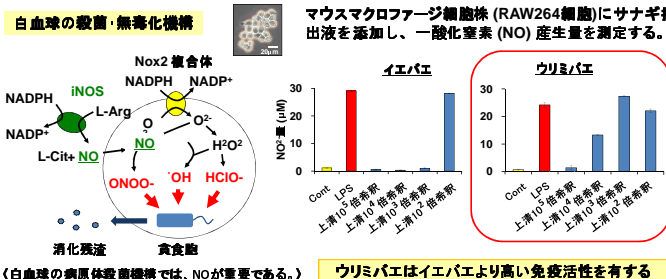 白血球の殺菌・無毒化機構
20μm
マウスマクロファージ細胞株 (RAW264細胞)にサナギ
出液を添加し、一酸化窒素 (NO) 産生量を測定する。
Nox2 複合体
NADPH
NADP⁺
iNOS
NADPH
NADP⁺
L-Arg
L-Cit+ NO
NO
O²⁻
H²O²
ONOO-
·OH
HClO-
消化残渣
貪食胞
(白血球の病原体殺菌機構では、NOが重要である。)
イエバエ
NO²⁻量 (μM)
30
20
10
0
Cont
LPS
上清10⁵倍希釈
上清10⁴倍希釈
上清10³倍希釈
上清10²倍希釈
ウリミバエ
30
20
10
0
Cont
LPS
上清10⁵倍希釈
上清10⁴倍希釈
上清10³倍希釈
上清10²倍希釈
ウリミバエはイエバエより高い免疫活性を有する